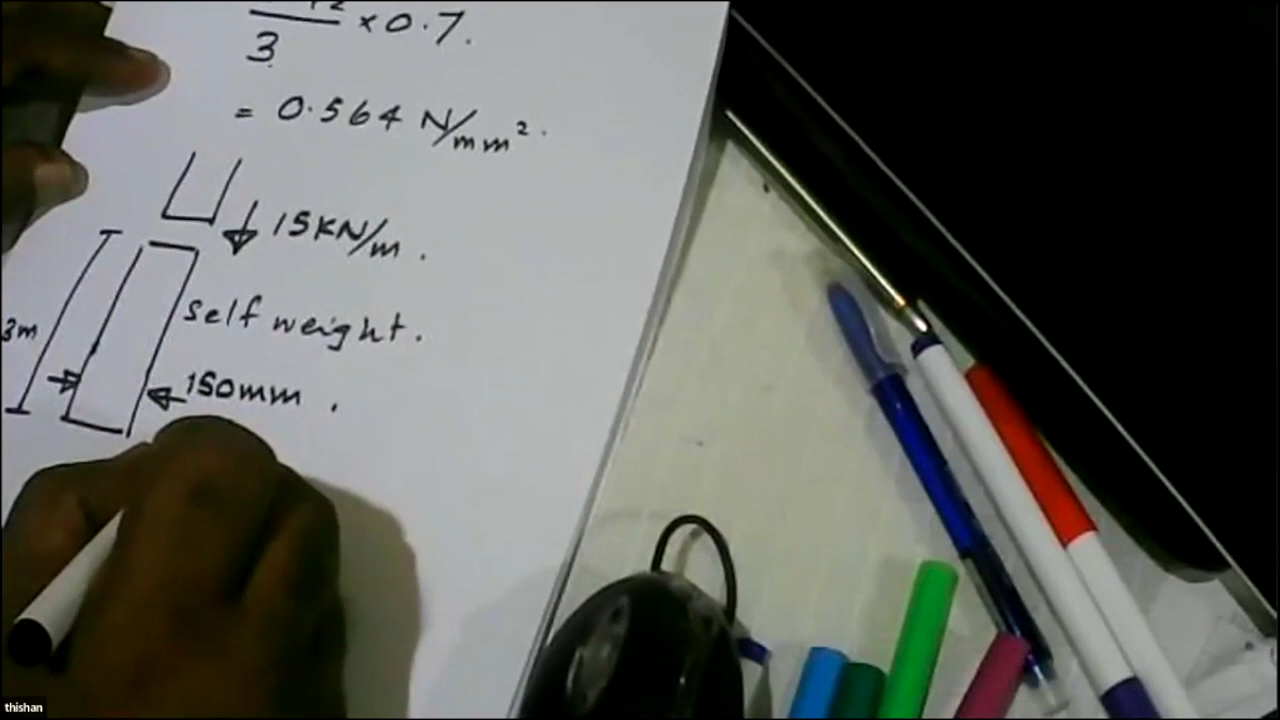 3 × 0.7.
= 0.564 N/mm².
15KN/m.
3m
Self weight.
150mm.
thishan